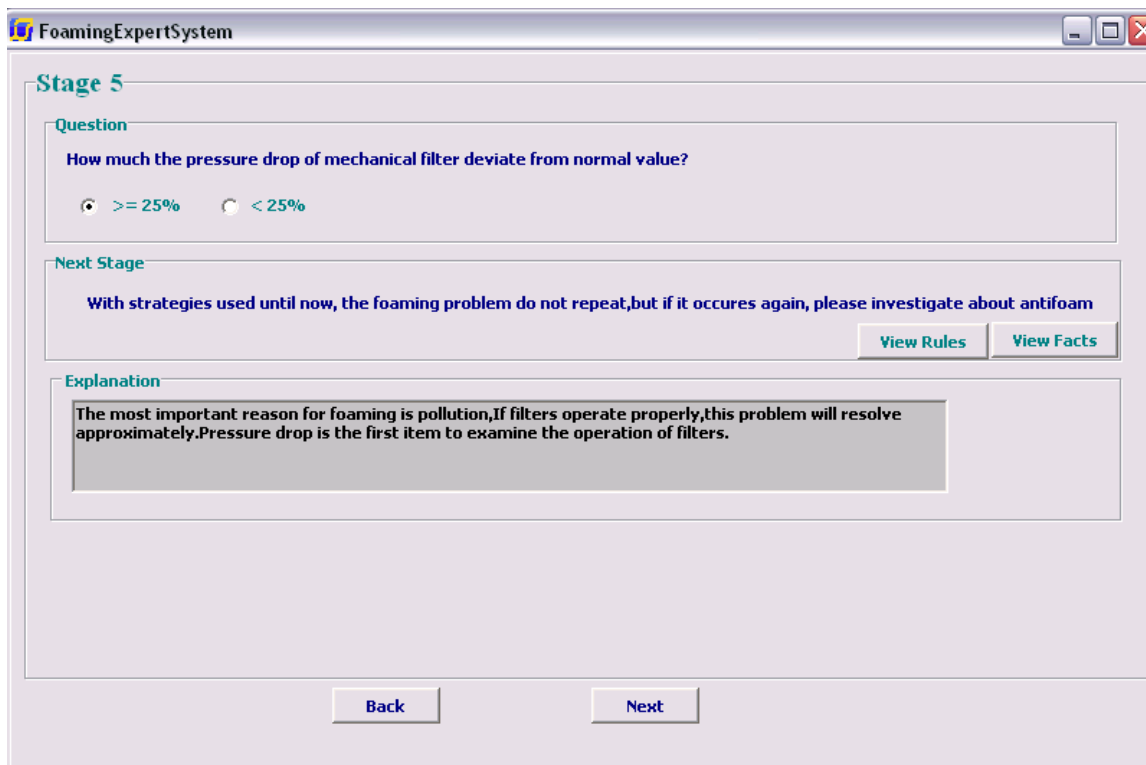 FoamingExpertSystem
Stage 5
Question
How much the pressure drop of mechanical filter deviate from normal value?
>= 25% < 25%
Next Stage
With strategies used until now, the foaming problem do not repeat,but if it occures again, please investigate about antifoam
View Rules View Facts
Explanation
The most important reason for foaming is pollution,If filters operate properly,this problem will resolve
approximately.Pressure drop is the first item to examine the operation of filters.
Back Next